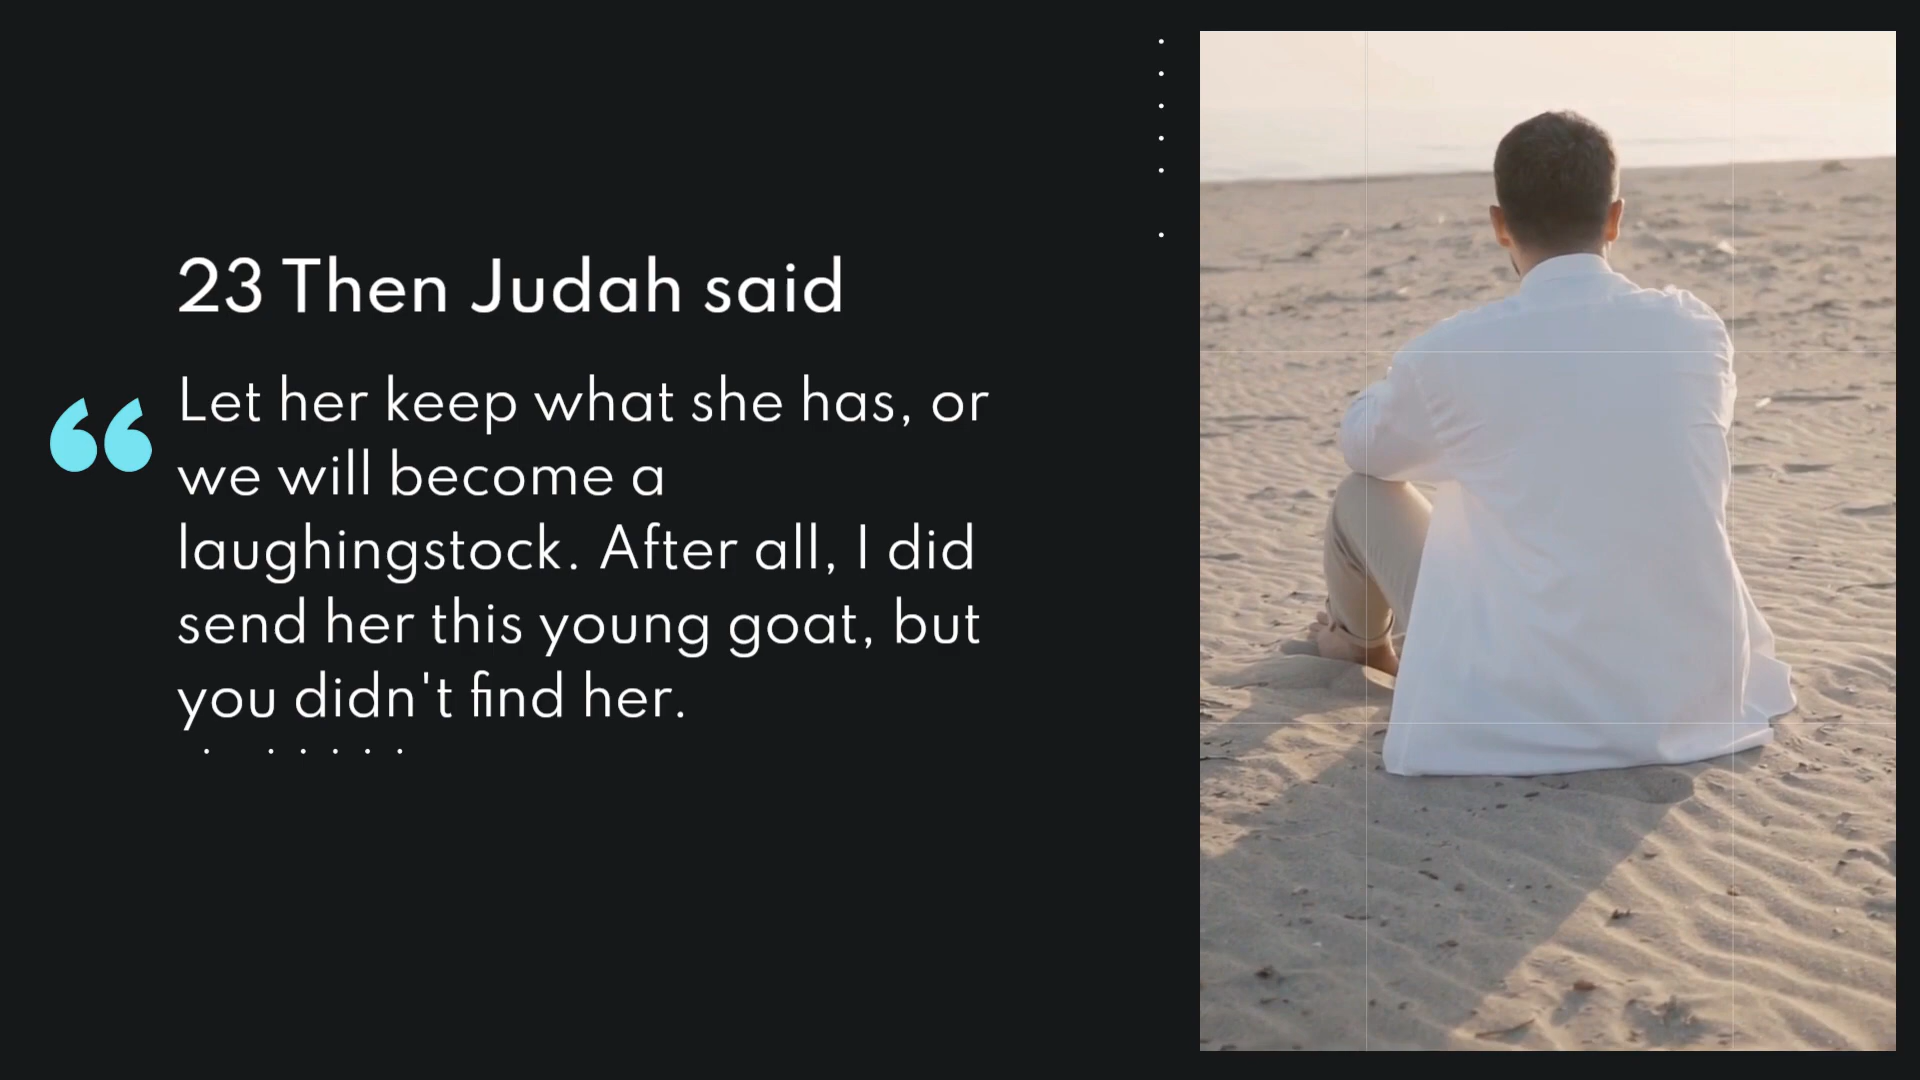 23 Then Judah said
“
Let her keep what she has, or
we will become a
laughingstock. After all, I did
send her this young goat, but
you didn't find her.